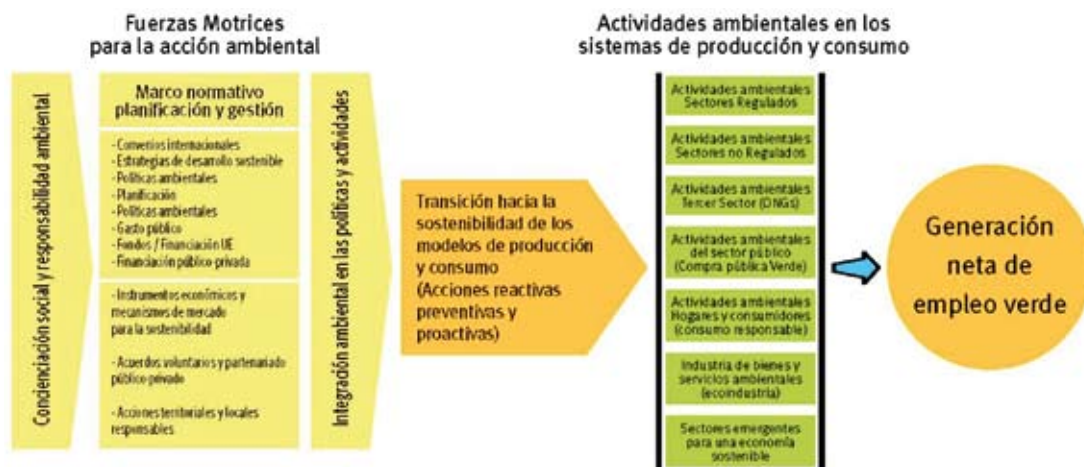 Fuerzas Motrices
para la acción ambiental
Concienciación social y responsabilidad ambiental
Marco normativo
planificación y gestión
- Convenios internacionales
- Estrategias de desarrollo sostenible
- Políticas ambientales
- Planificación
- Políticas ambientales
- Gasto público
- Fondos / Financiación UE
- Financiación público-privada
- Instrumentos económicos y
mecanismos de mercado
para la sostenibilidad
- Acuerdos voluntarios y partenariado
público-privado
- Acciones territoriales y locales
responsables
Integración ambiental en las políticas y actividades
Transición hacia la
sostenibilidad de los
modelos de producción
y consumo
(Acciones reactivas
preventivas y
proactivas)
Actividades ambientales en los
sistemas de producción y consumo
Actividades ambientales
Sectores Regulados
Actividades ambientales
Sectores no Regulados
Actividades ambientales
Tercer Sector (ONGs)
Actividades ambientales
del sector público
(Compra pública Verde)
Actividades ambientales
Hogares y consumidores
(consumo responsable)
Industria de bienes y
servicios ambientales
(ecoindustria)
Sectores emergentes
para una economía
sostenible
Generación
neta de
empleo verde